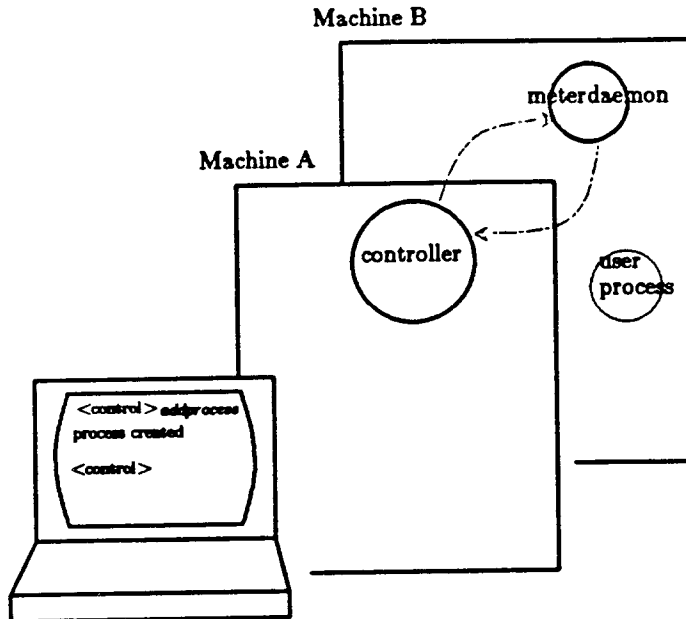 Machine B
meterdaemon
Machine A
controller
user
process
<control> addprocess
process created
<control>